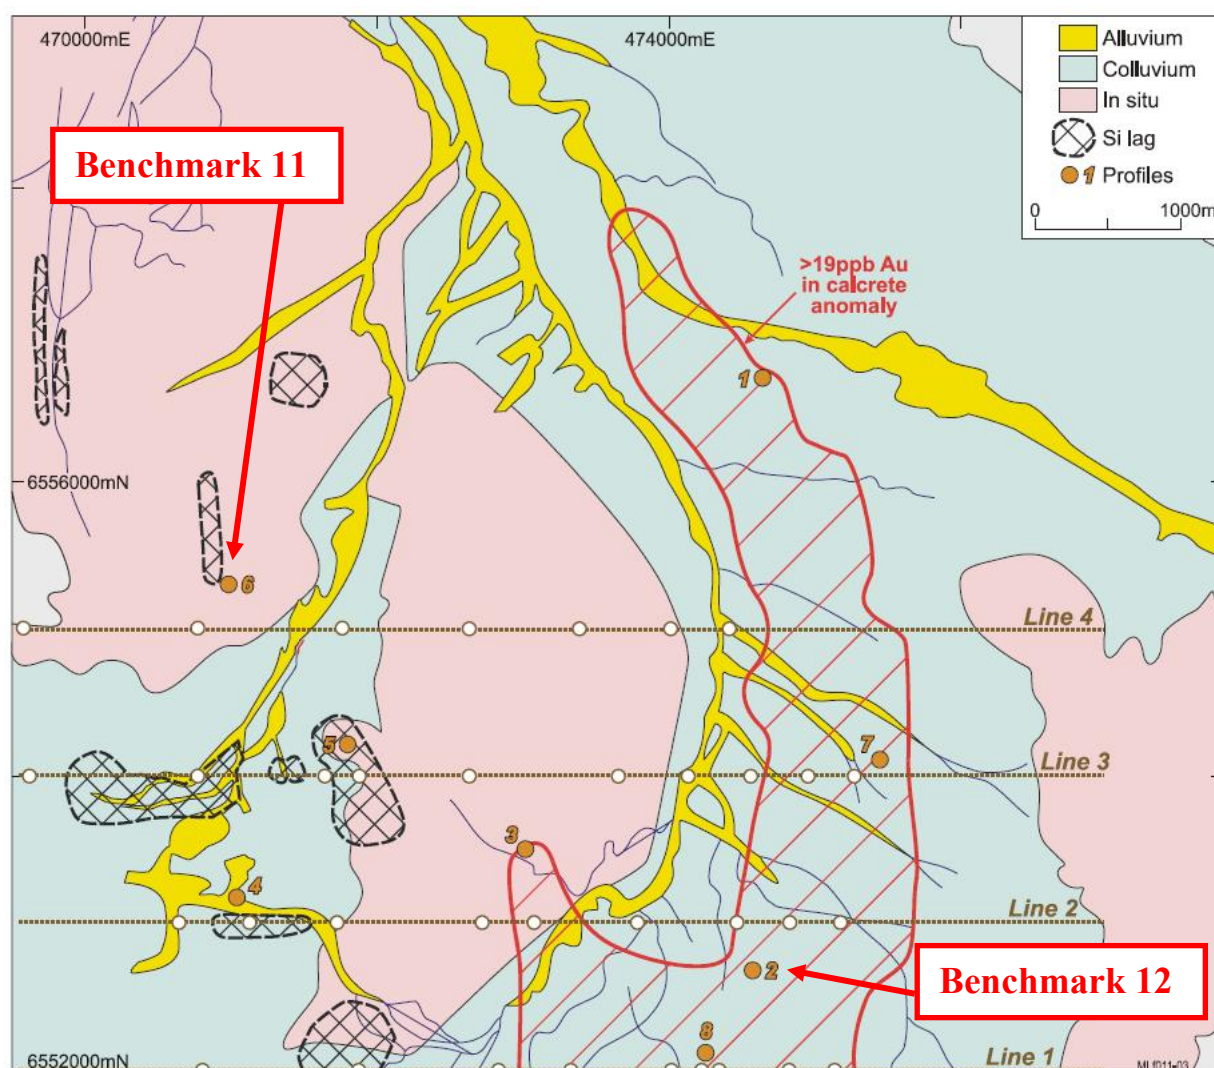 470000mE
474000mE
Alluvium
Colluvium
In situ
Si lag
1 Profiles
0 1000m
Benchmark 11
>19ppb Au
in calcrete
anomaly
1
6556000mN
6
Line 4
5
7
Line 3
3
4
Line 2
2
Benchmark 12
8
6552000mN
Line 1